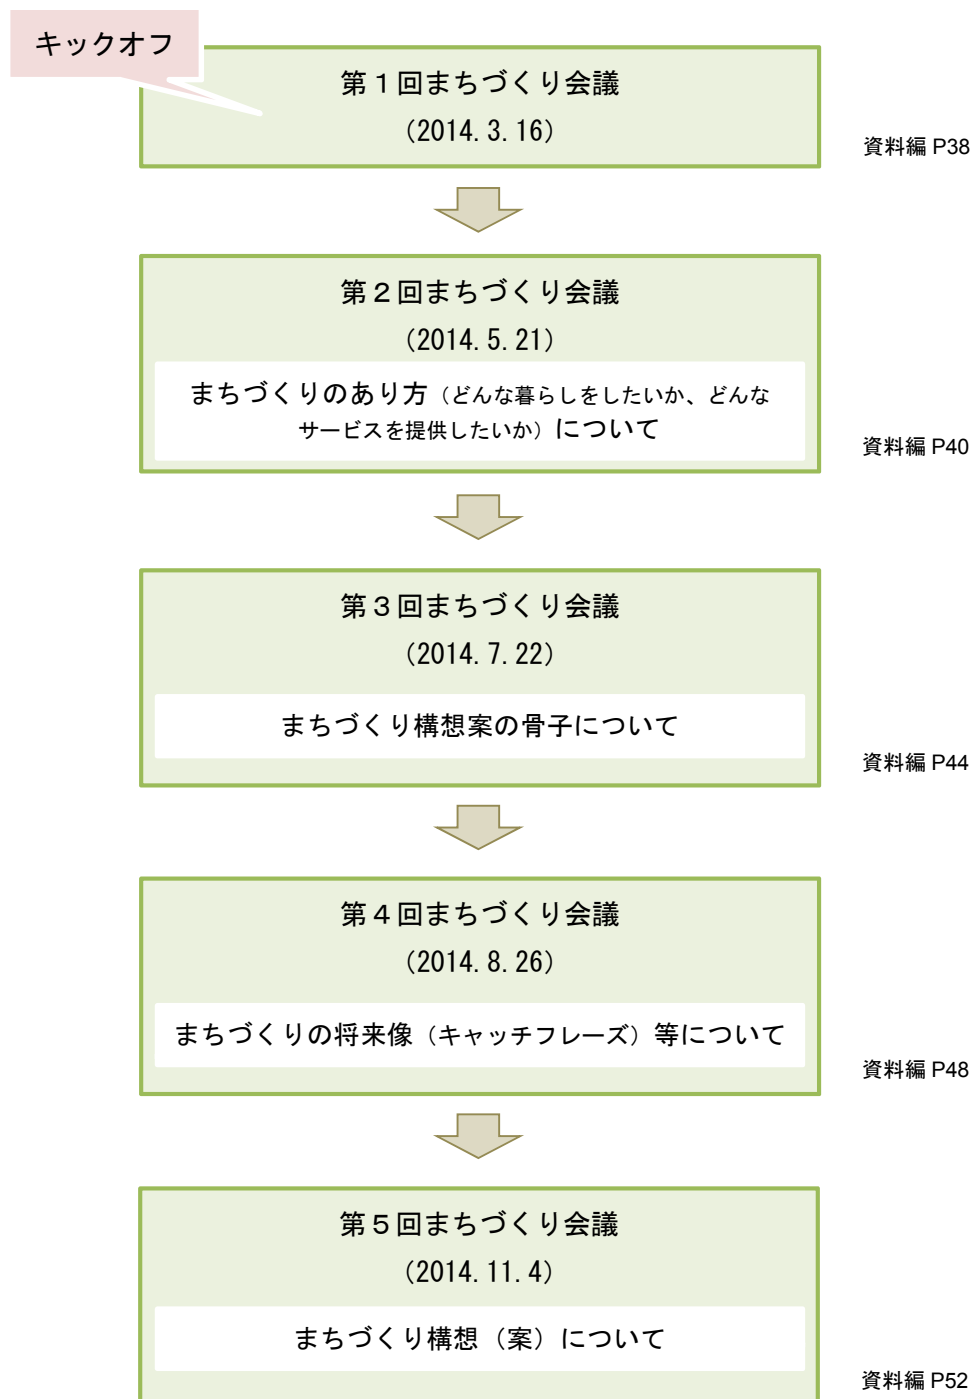 キックオフ
第１回まちづくり会議
（2014.3.16）
資料編 P38
第２回まちづくり会議
（2014.5.21）
まちづくりのあり方（どんな暮らしをしたいか、どんな
サービスを提供したいか）について
資料編 P40
第３回まちづくり会議
（2014.7.22）
まちづくり構想案の骨子について
資料編 P44
第４回まちづくり会議
（2014.8.26）
まちづくりの将来像（キャッチフレーズ）等について
資料編 P48
第５回まちづくり会議
（2014.11.4）
まちづくり構想（案）について
資料編 P52